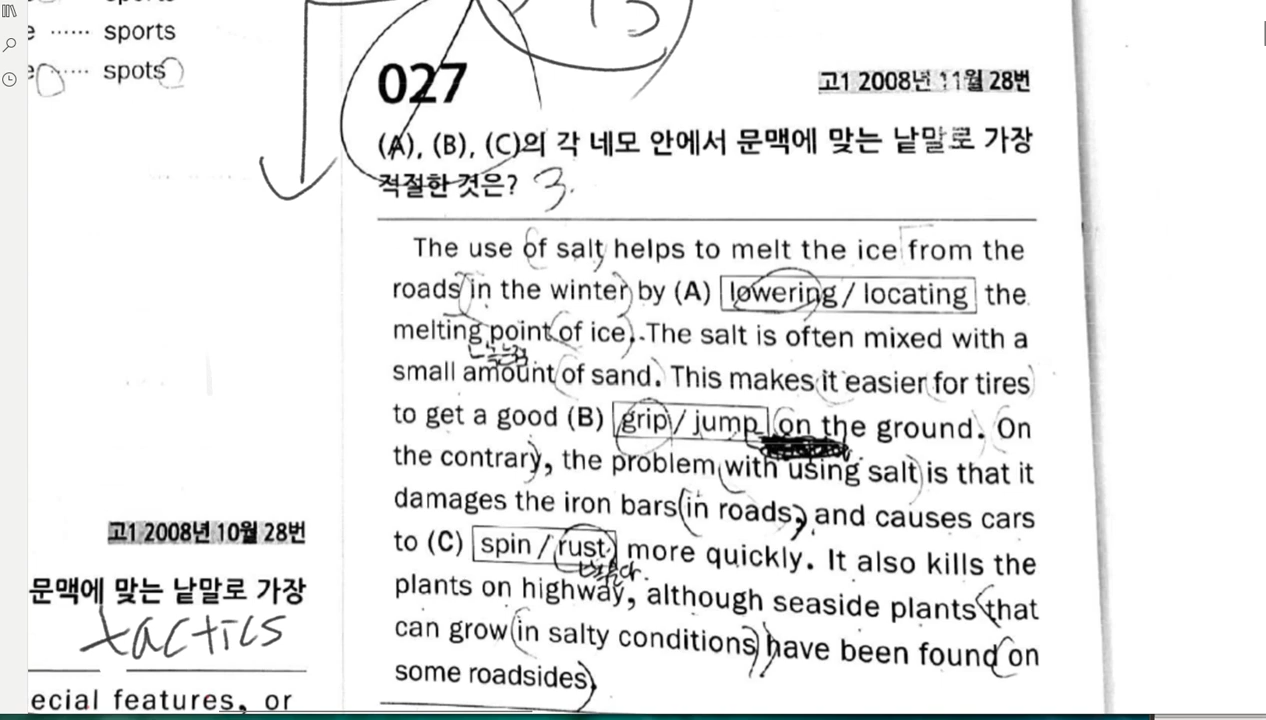 sports
e ...... sports
e ...... spots
고1 2008년 10월 28번
문맥에 맞는 낱말로 가장
tactics
ecial features, or
027
고1 2008년 11월 28번
(A), (B), (C)의 각 네모 안에서 문맥에 맞는 낱말로 가장
적절한 것은? 3.
The use of salt helps to melt the ice from the
roads in the winter by (A) lowering / locating the
melting point of ice. The salt is often mixed with a
녹는점
small amount of sand. This makes it easier for tires
to get a good (B) grip / jump on the ground. On
the contrary, the problem with using salt is that it
damages the iron bars in roads, and causes cars
to (C) spin / rust more quickly. It also kills the
plants on highway, although seaside plants that
can grow in salty conditions have been found on
some roadsides.